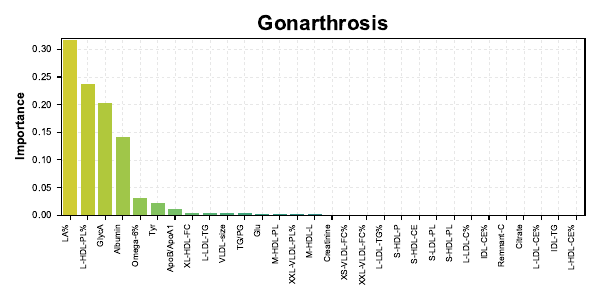 Gonarthrosis
Importance
0.30
0.25
0.20
0.15
0.10
0.05
0.00
LA%
L-HDL-PL%
GlycA
Albumin
Omega-6%
Tyr
ApoB/ApoA1
XL-HDL-FC
L-LDL-TG
VLDL-size
TG/PG
Glu
M-HDL-PL
XXL-VLDL-PL%
M-HDL-L
Creatinine
XS-VLDL-FC%
XXL-VLDL-FC%
L-LDL-TG%
S-HDL-P
S-HDL-CE
S-LDL-PL
S-HDL-PL
L-LDL-C%
IDL-CE%
Remnant-C
Citrate
L-LDL-CE%
IDL-TG
L-HDL-CE%